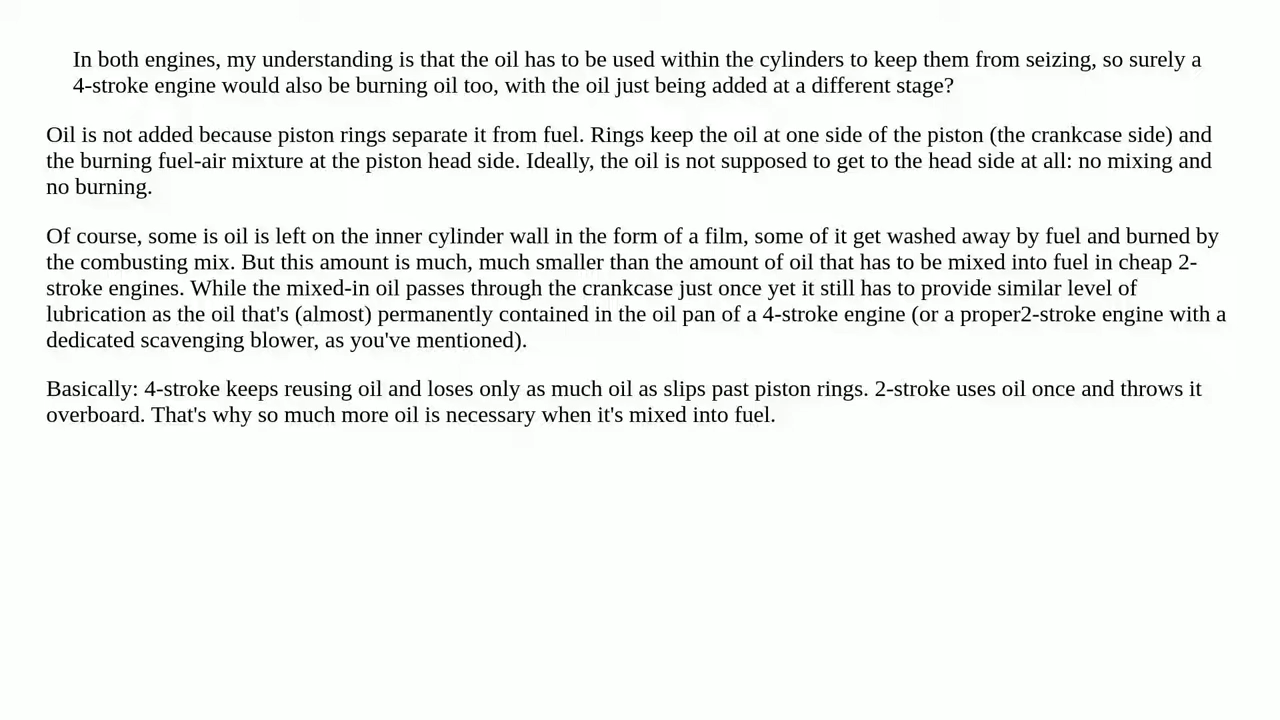 In both engines, my understanding is that the oil has to be used within the cylinders to keep them from seizing, so surely a
4-stroke engine would also be burning oil too, with the oil just being added at a different stage?
Oil is not added because piston rings separate it from fuel. Rings keep the oil at one side of the piston (the crankcase side) and
the burning fuel-air mixture at the piston head side. Ideally, the oil is not supposed to get to the head side at all: no mixing and
no burning.
Of course, some is oil is left on the inner cylinder wall in the form of a film, some of it get washed away by fuel and burned by
the combusting mix. But this amount is much, much smaller than the amount of oil that has to be mixed into fuel in cheap 2-
stroke engines. While the mixed-in oil passes through the crankcase just once yet it still has to provide similar level of
lubrication as the oil that's (almost) permanently contained in the oil pan of a 4-stroke engine (or a proper2-stroke engine with a
dedicated scavenging blower, as you've mentioned).
Basically: 4-stroke keeps reusing oil and loses only as much oil as slips past piston rings. 2-stroke uses oil once and throws it
overboard. That's why so much more oil is necessary when it's mixed into fuel.